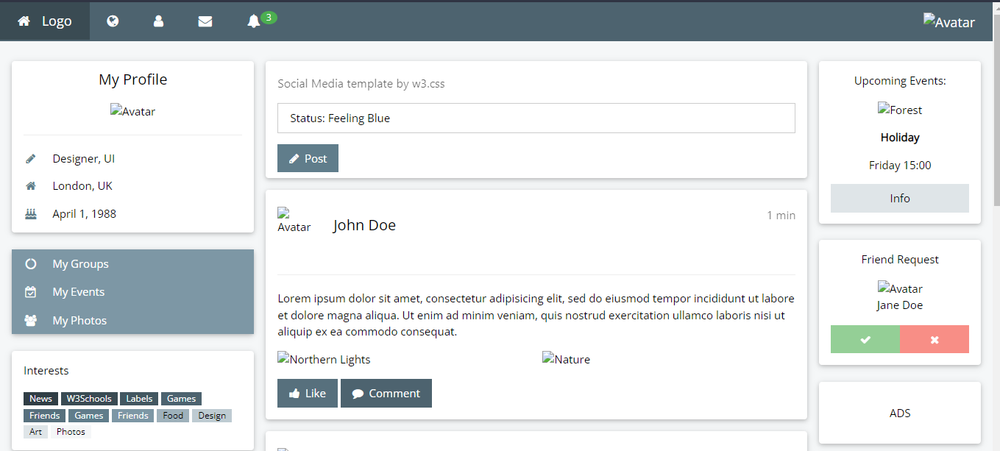 Logo
3
Avatar
My Profile
Avatar
Designer, UI
London, UK
April 1, 1988
My Groups
My Events
My Photos
Interests
News W3Schools Labels Games
Friends Games Friends Food Design
Art Photos
Social Media template by w3.css
Status: Feeling Blue
Post
Avatar
John Doe
1 min
Lorem ipsum dolor sit amet, consectetur adipisicing elit, sed do eiusmod tempor incididunt ut labore
et dolore magna aliqua. Ut enim ad minim veniam, quis nostrud exercitation ullamco laboris nisi ut
aliquip ex ea commodo consequat.
Northern Lights
Nature
Like
Comment
Upcoming Events:
Forest
Holiday
Friday 15:00
Info
Friend Request
Avatar
Jane Doe
ADS